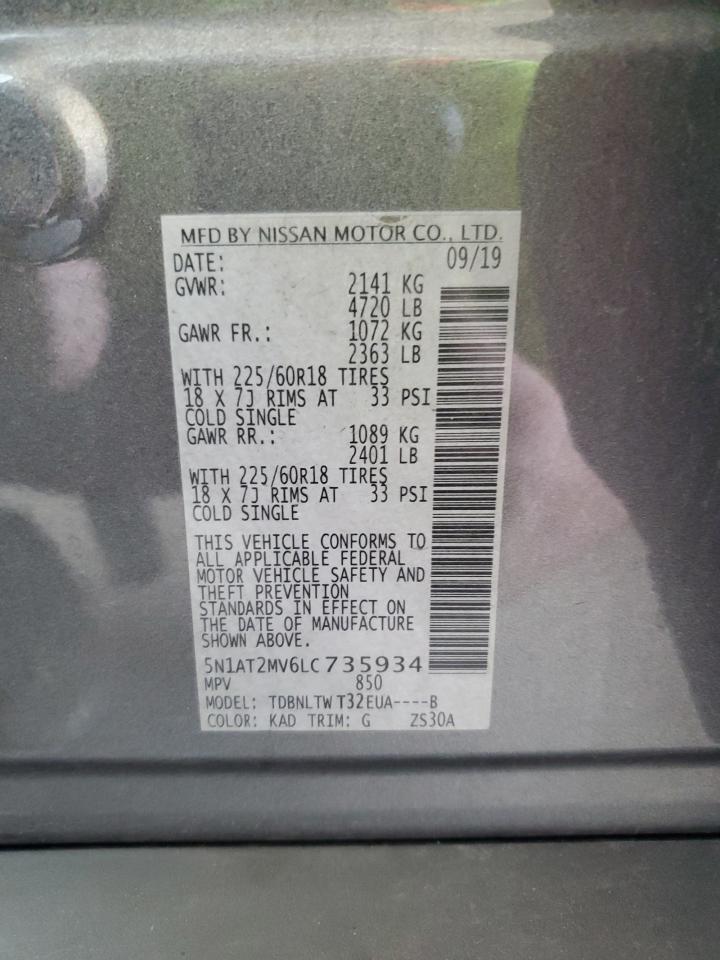 MFD BY NISSAN MOTOR CO., LTD.
DATE: 09/19
GVWR: 2141 KG
4720 LB
GAWR FR.: 1072 KG
2363 LB
WITH 225/60R18 TIRES
18 X 7J RIMS AT 33 PSI
COLD SINGLE
GAWR RR.: 1089 KG
2401 LB
WITH 225/60R18 TIRES
18 X 7J RIMS AT 33 PSI
COLD SINGLE
THIS VEHICLE CONFORMS TO
ALL APPLICABLE FEDERAL
MOTOR VEHICLE SAFETY AND
THEFT PREVENTION
STANDARDS IN EFFECT ON
THE DATE OF MANUFACTURE
SHOWN ABOVE.
5N1AT2MV6LC735934
MPV 850
MODEL: TDBNLTWT32EUA----B
COLOR: KAD TRIM: G ZS30A